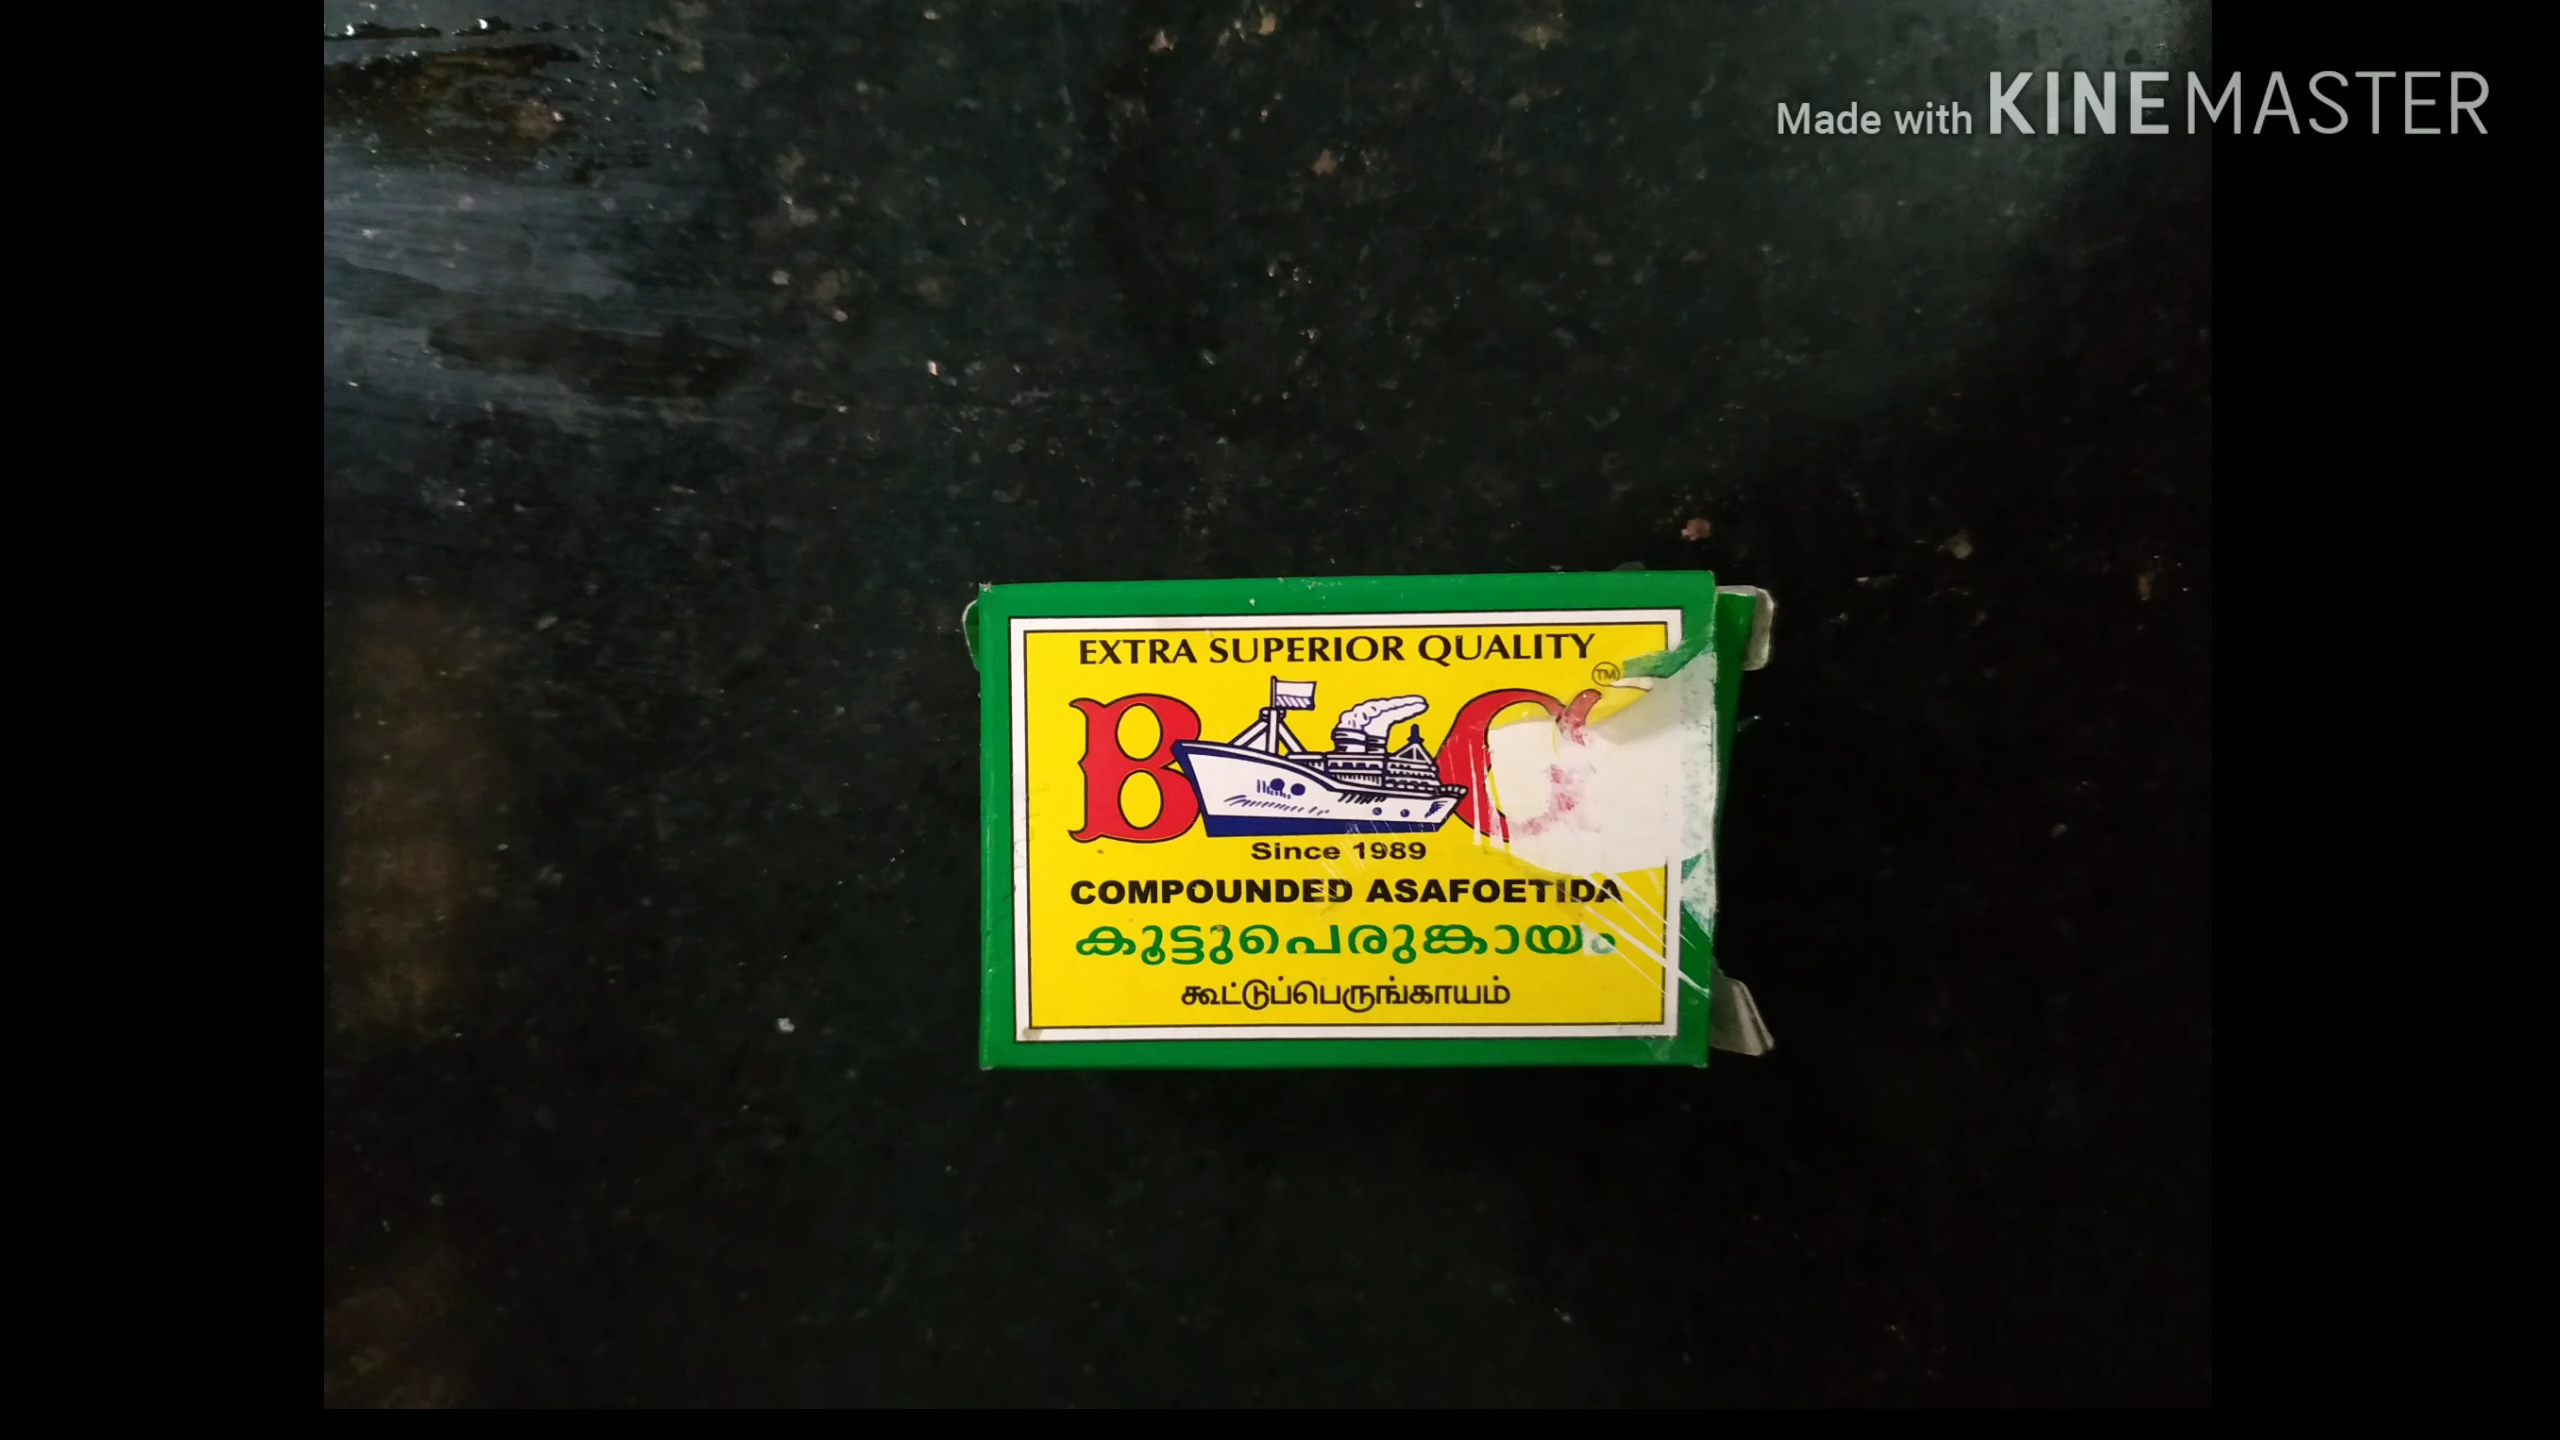 Made with KINEMASTER
EXTRA SUPERIOR QUALITY
TM
B
Since 1989
COMPOUNDED ASAFOETIDA
കൂട്ടുപെരുങ്കായം
கூட்டுப்பெருங்காயம்